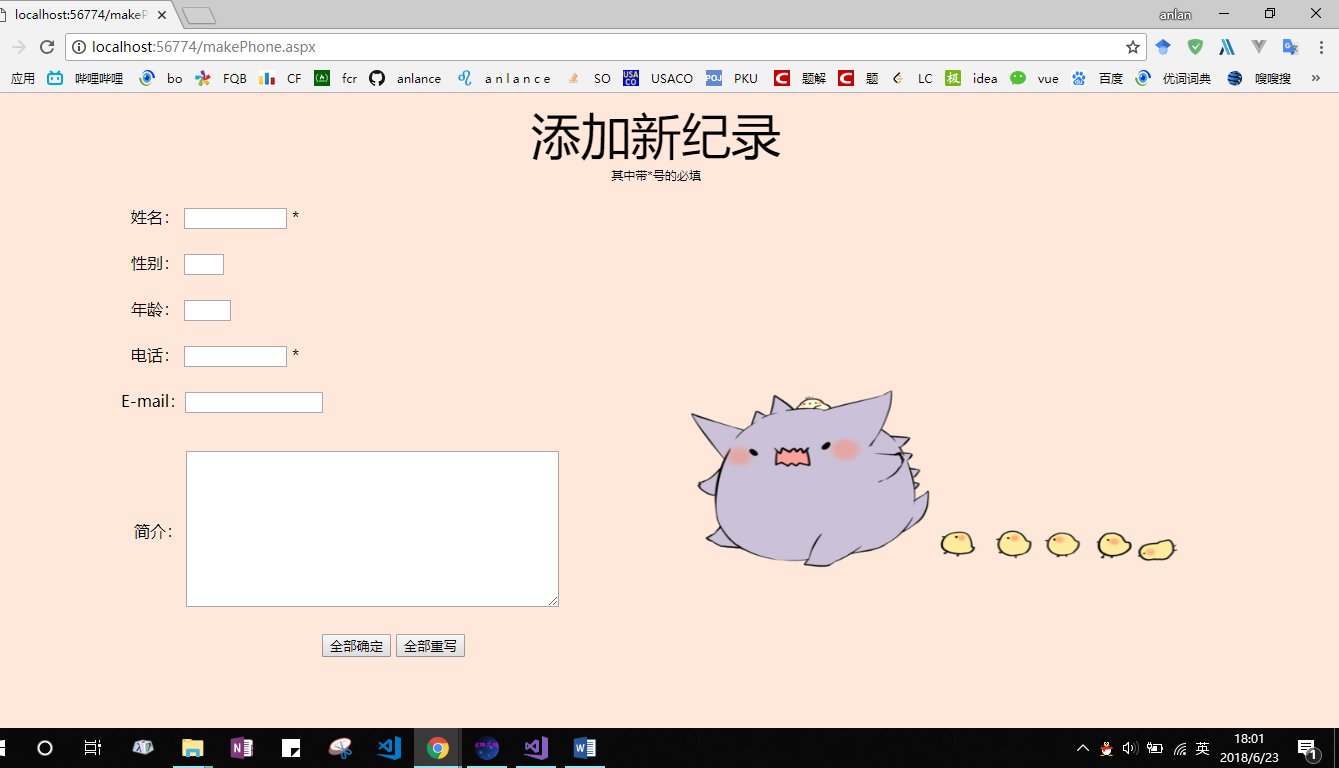 localhost:56774/makeP
anlan
localhost:56774/makePhone.aspx
应用 哔哩哔哩 bo FQB CF fcr anlance a n l a n c e SO USACO PKU 题解 题 LC idea vue 百度 优词词典 嗖嗖搜 »
添加新纪录
其中带*号的必填
姓名： *
性别：
年龄：
电话： *
E-mail：
简介：
全部确定 全部重写
英 18:01
2018/6/23 1